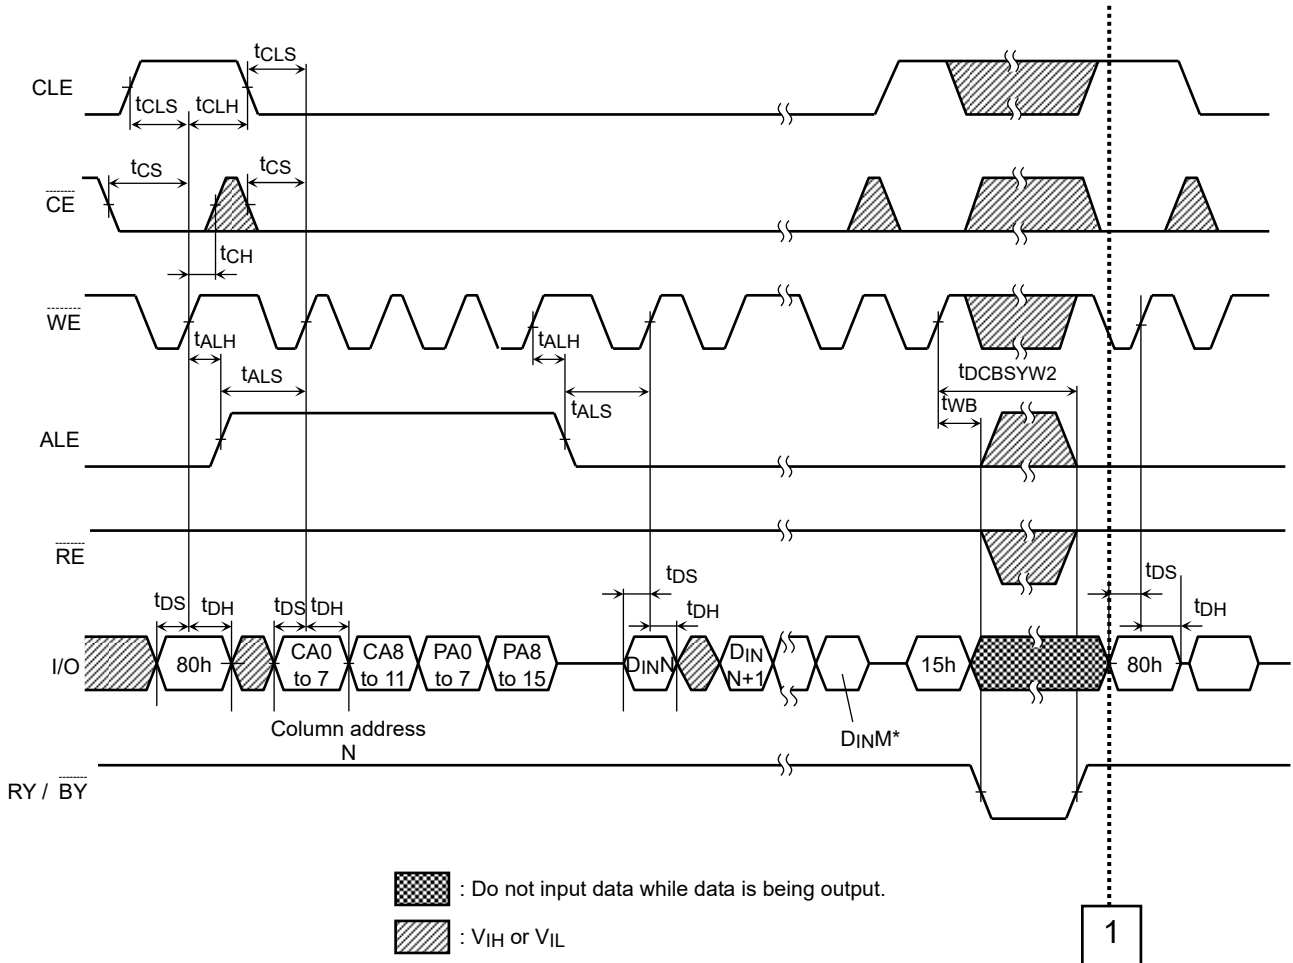 tCLS
CLE
tCLS tCLH
tCS tCS
CE
tCH
WE
tALH tALH
tALS tDCBSYW2
tALS tWB
ALE
RE
tDS tDS
tDS tDH tDS tDH tDH tDH
I/O 80h CA0 to 7 CA8 to 11 PA0 to 7 PA8 to 15 DINN DIN N+1 15h 80h
Column address
N
DINM*
RY / BY
: Do not input data while data is being output.
: VIH or VIL
1